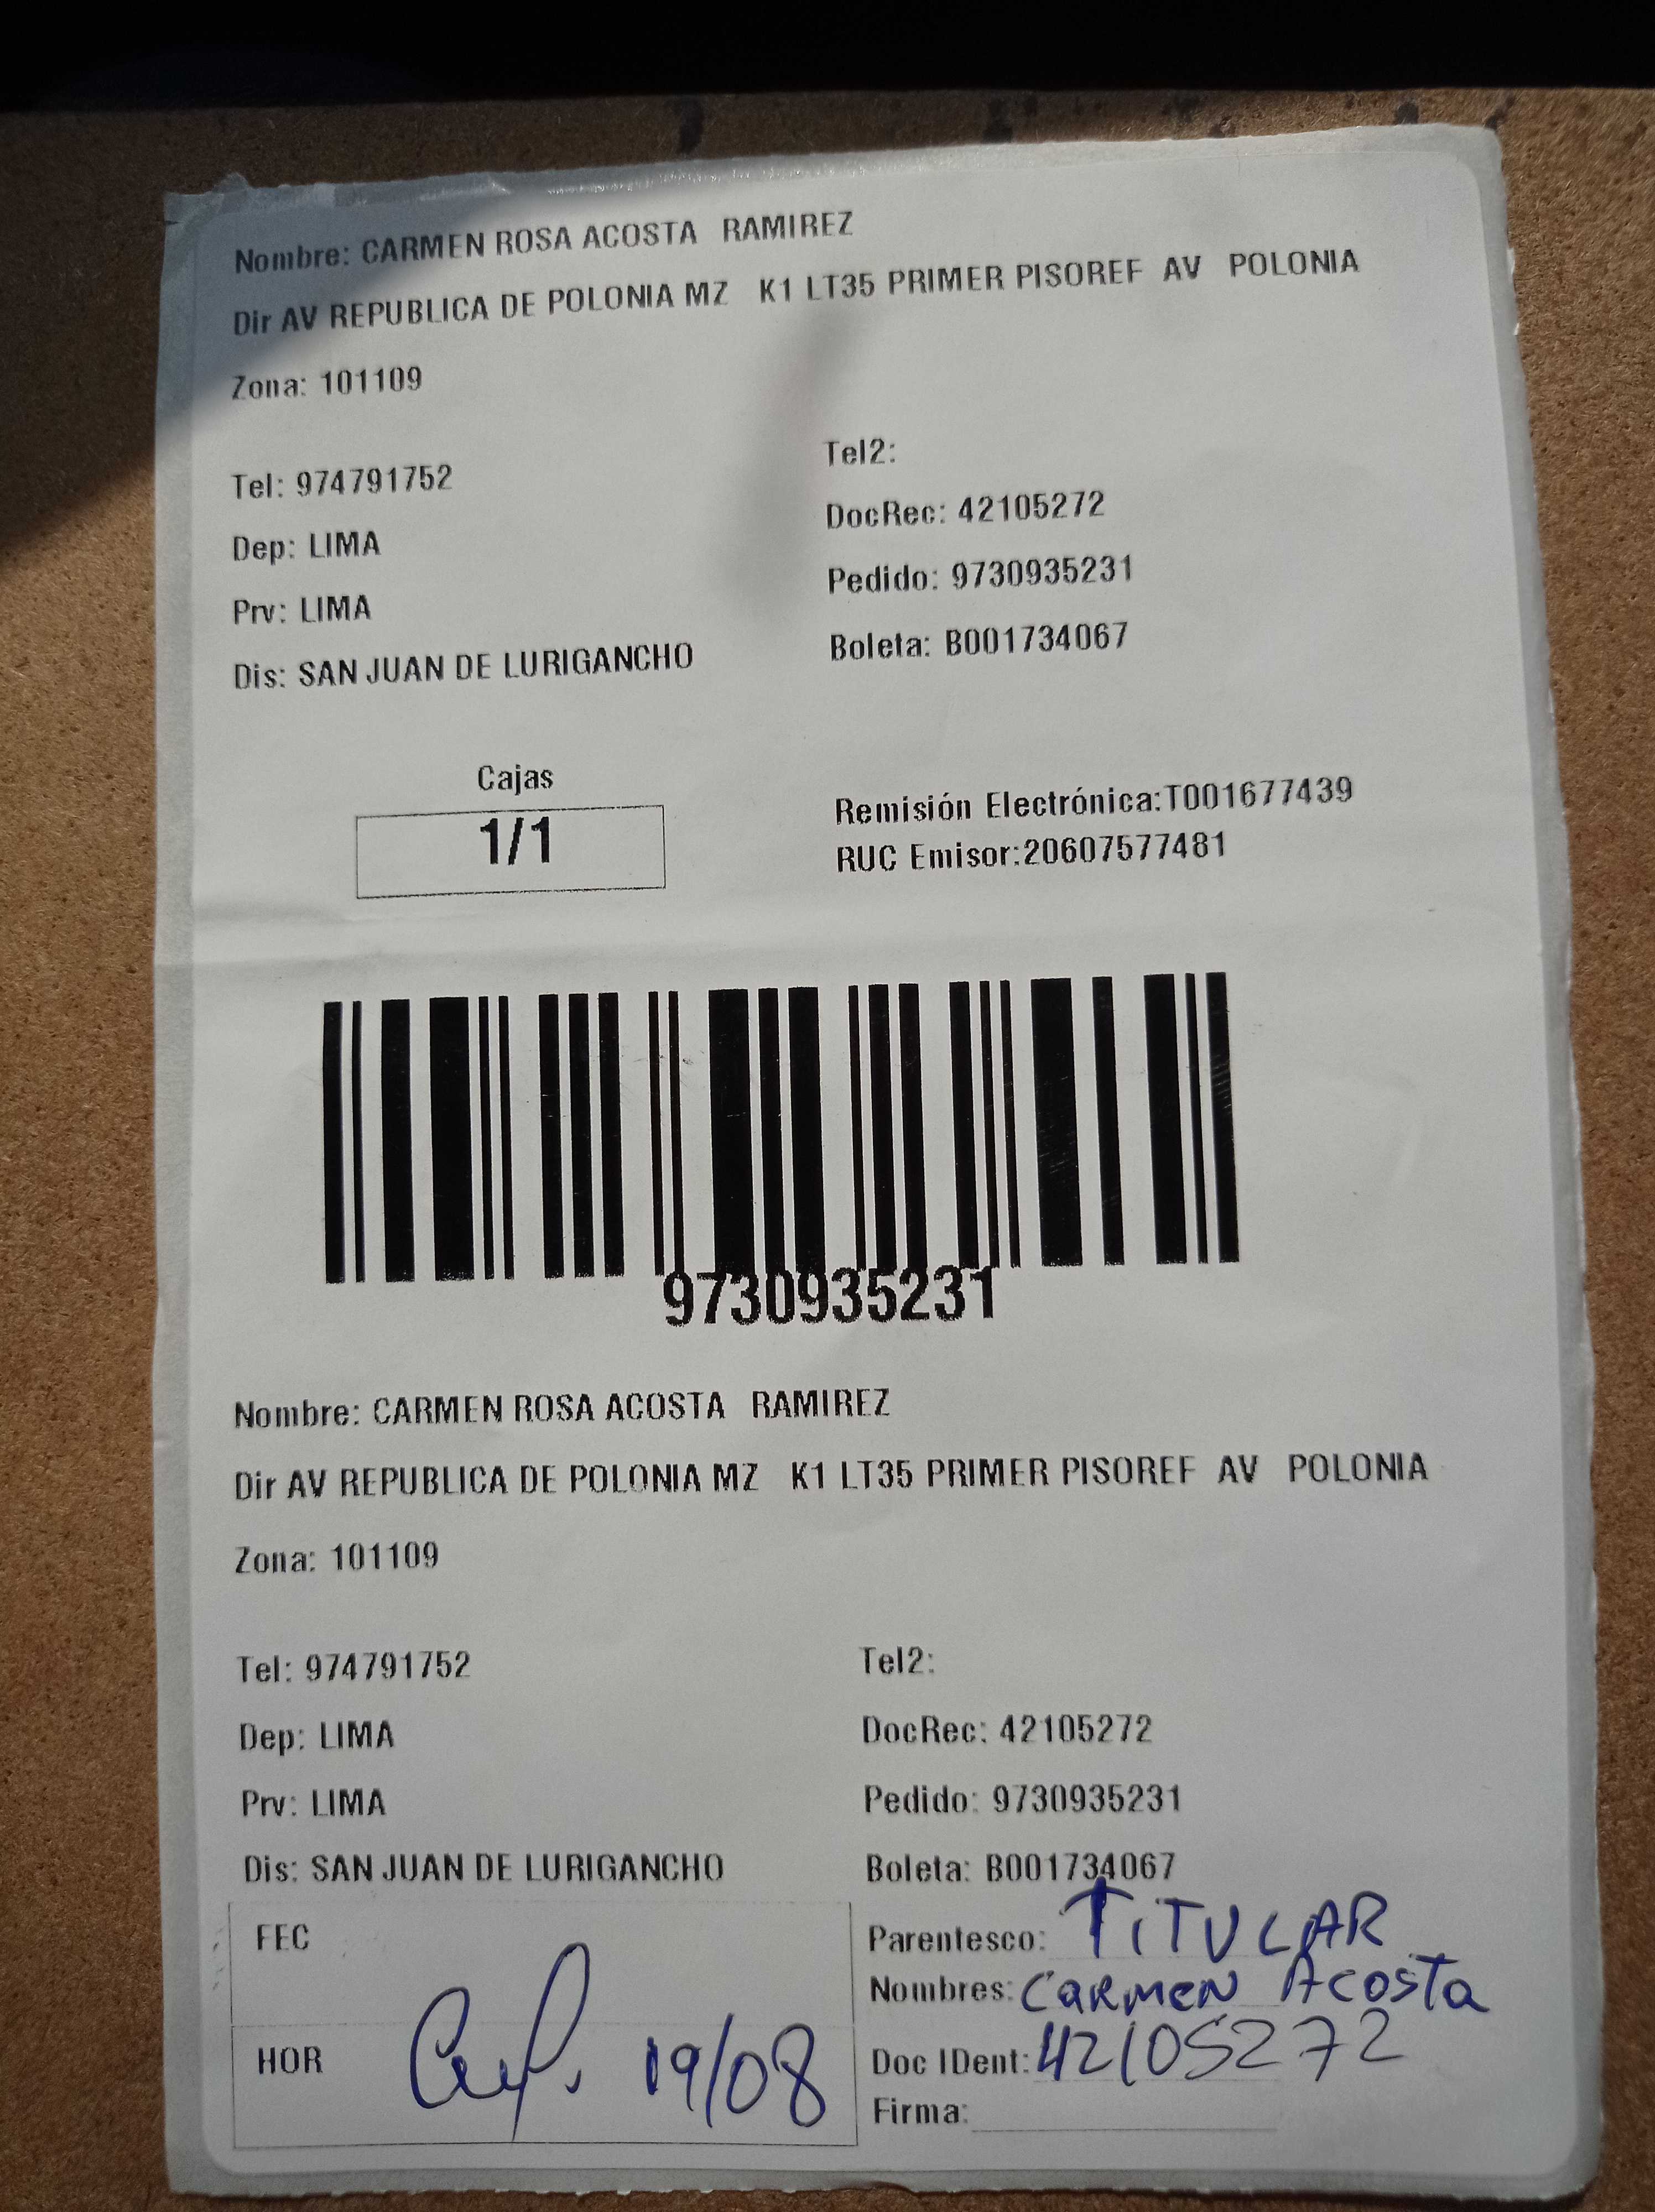 Nombre: CARMEN ROSA ACOSTA RAMIREZ
Dir AV REPUBLICA DE POLONIA MZ K1 LT35 PRIMER PISOREF AV POLONIA
Zona: 101109
Tel: 974791752
Tel2:
Dep: LIMA
DocRec: 42105272
Prv: LIMA
Pedido: 9730935231
Dis: SAN JUAN DE LURIGANCHO
Boleta: B001734067
Cajas
1/1
Remisión Electrónica:T001677439
RUC Emisor:20607577481
9730935231
Nombre: CARMEN ROSA ACOSTA RAMIREZ
Dir AV REPUBLICA DE POLONIA MZ K1 LT35 PRIMER PISOREF AV POLONIA
Zona: 101109
Tel: 974791752
Tel2:
Dep: LIMA
DocRec: 42105272
Prv: LIMA
Pedido: 9730935231
Dis: SAN JUAN DE LURIGANCHO
Boleta: B001734067
FEC
Parentesco: TITULAR
Nombres: CARMEN ACOSTA
HOR
19/08
Doc IDent: 42105272
Firma: